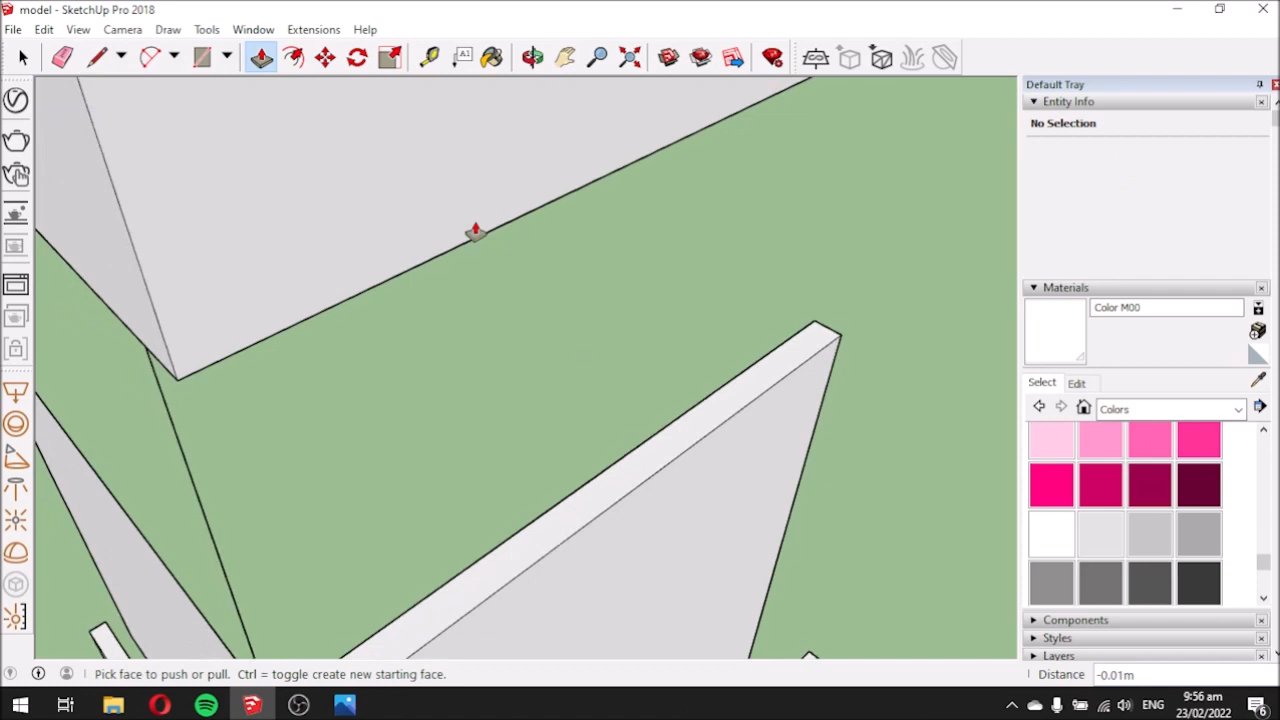 model - SketchUp Pro 2018
File Edit View Camera Draw Tools Window Extensions Help
A1
Default Tray
Entity Info
No Selection
Materials
Color M00
Select Edit
Colors
Components
Styles
Layers
Pick face to push or pull. Ctrl = toggle create new starting face.
Distance -0.01m
ENG
9:56 am
23/02/2022
6